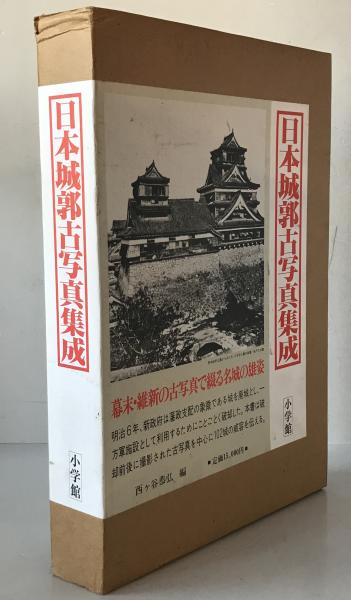 日本城郭古写真集成
小学館
日本城郭古写真集成
小学館
幕末・維新の古写真で綴る名城の雄姿
明治6年、新政府は藩政支配の象徴である城を廃城とし、一
方軍施設として利用するためにことごとく破却した。本書は破
却前後に撮影された古写真を中心に102城の威容を伝える。
西ヶ谷恭弘 編
■定価15,000円■